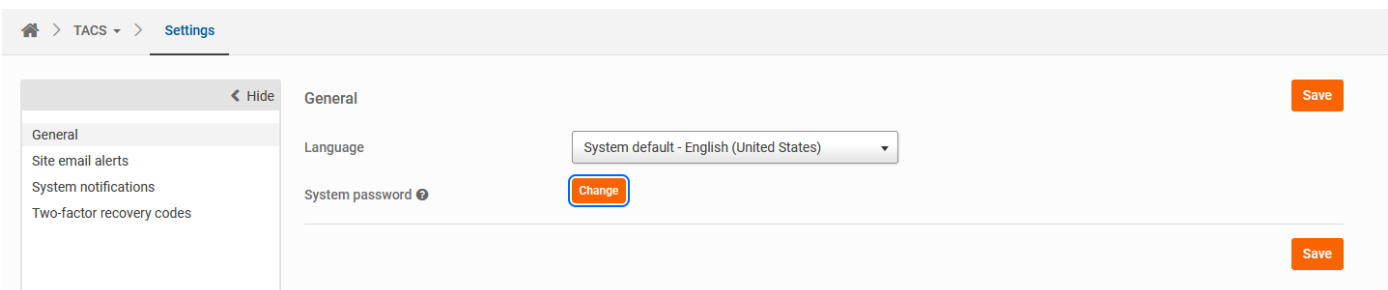 TACS Settings
Hide
General
Site email alerts
System notifications
Two-factor recovery codes
General
Save
Language
System default - English (United States)
System password
Change
Save